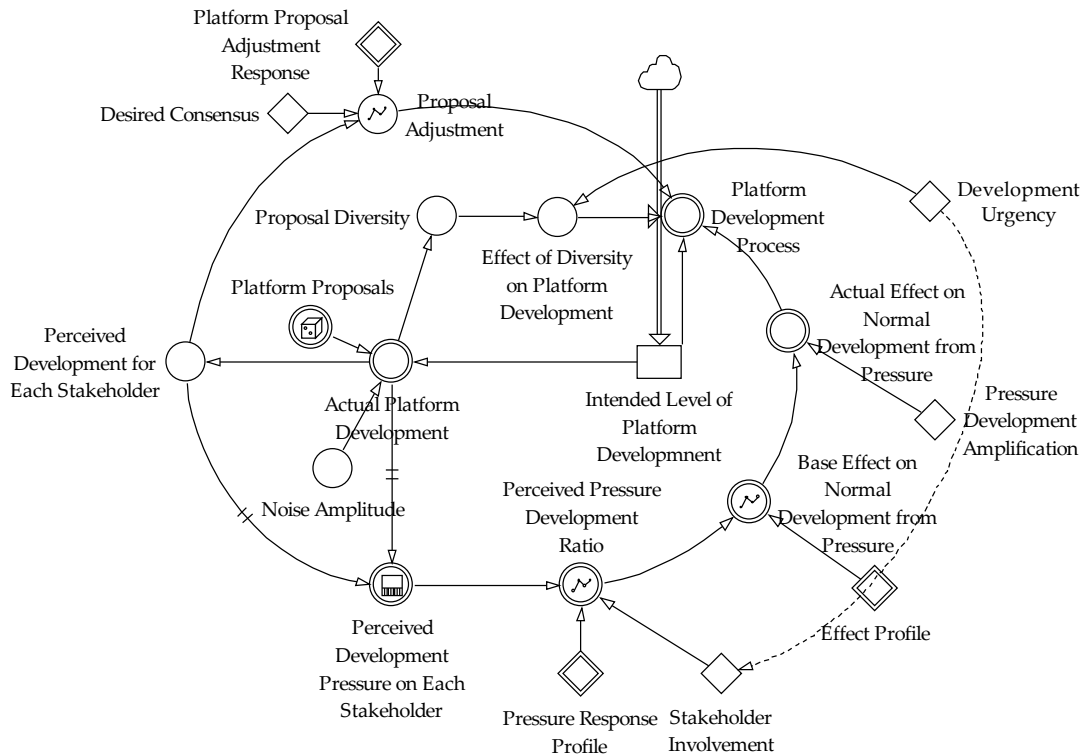 Platform Proposal
Adjustment
Response
Desired Consensus
Proposal
Adjustment
Proposal Diversity
Effect of Diversity
on Platform
Development
Platform
Development
Process
Development
Urgency
Platform Proposals
Perceived
Development for
Each Stakeholder
Actual Platform
Development
Noise Amplitude
Intended Level of
Platform
Developmnent
Actual Effect on
Normal
Development from
Pressure
Pressure
Development
Amplification
Perceived Pressure
Development
Ratio
Base Effect on
Normal
Development from
Pressure
Perceived
Development
Pressure on Each
Stakeholder
Effect Profile
Pressure Response
Profile
Stakeholder
Involvement